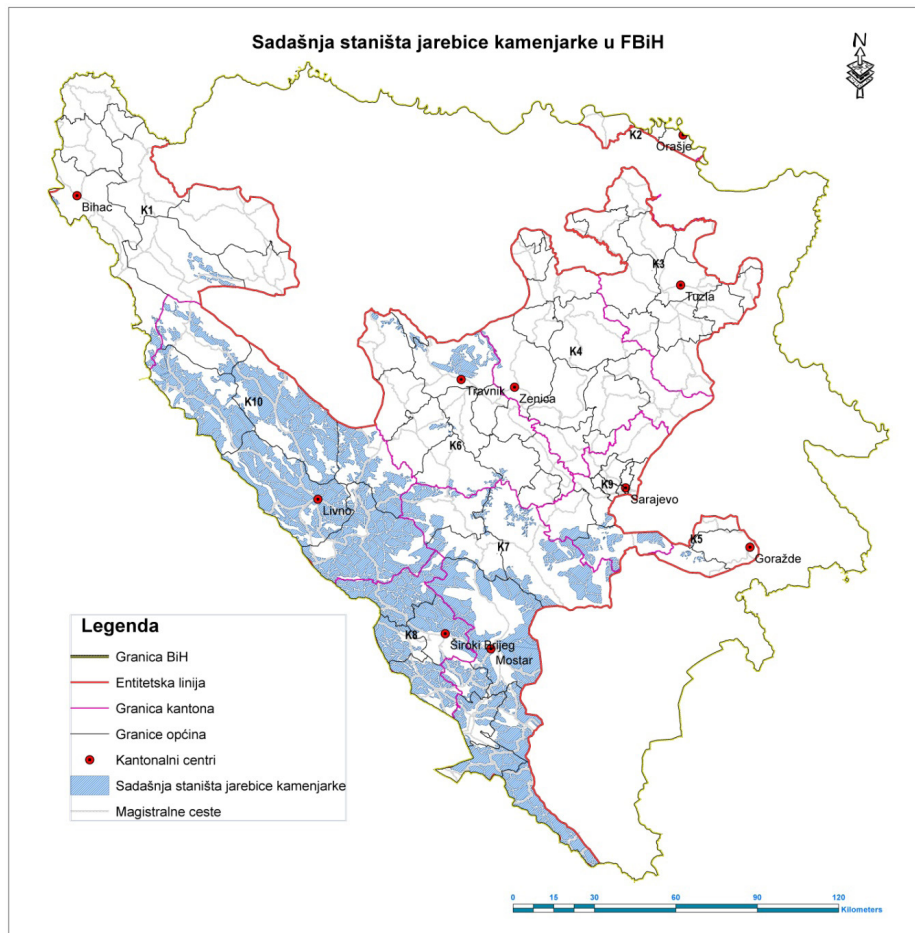 Sadašnja staništa jarebice kamenjarke u FBiH
N
K2
Orašje
Bihac
K1
K3
Tuzla
K4
Travnik
Zenica
K10
K6
K9
Sarajevo
Livno
K7
K5
Goražde
K8
Široki Brijeg
Mostar
Legenda
Granica BiH
Entitetska linija
Granica kantona
Granice općina
Kantonalni centri
Sadašnja staništa jarebice kamenjarke
Magistralne ceste
0 15 30 60 90 120
Kilometers